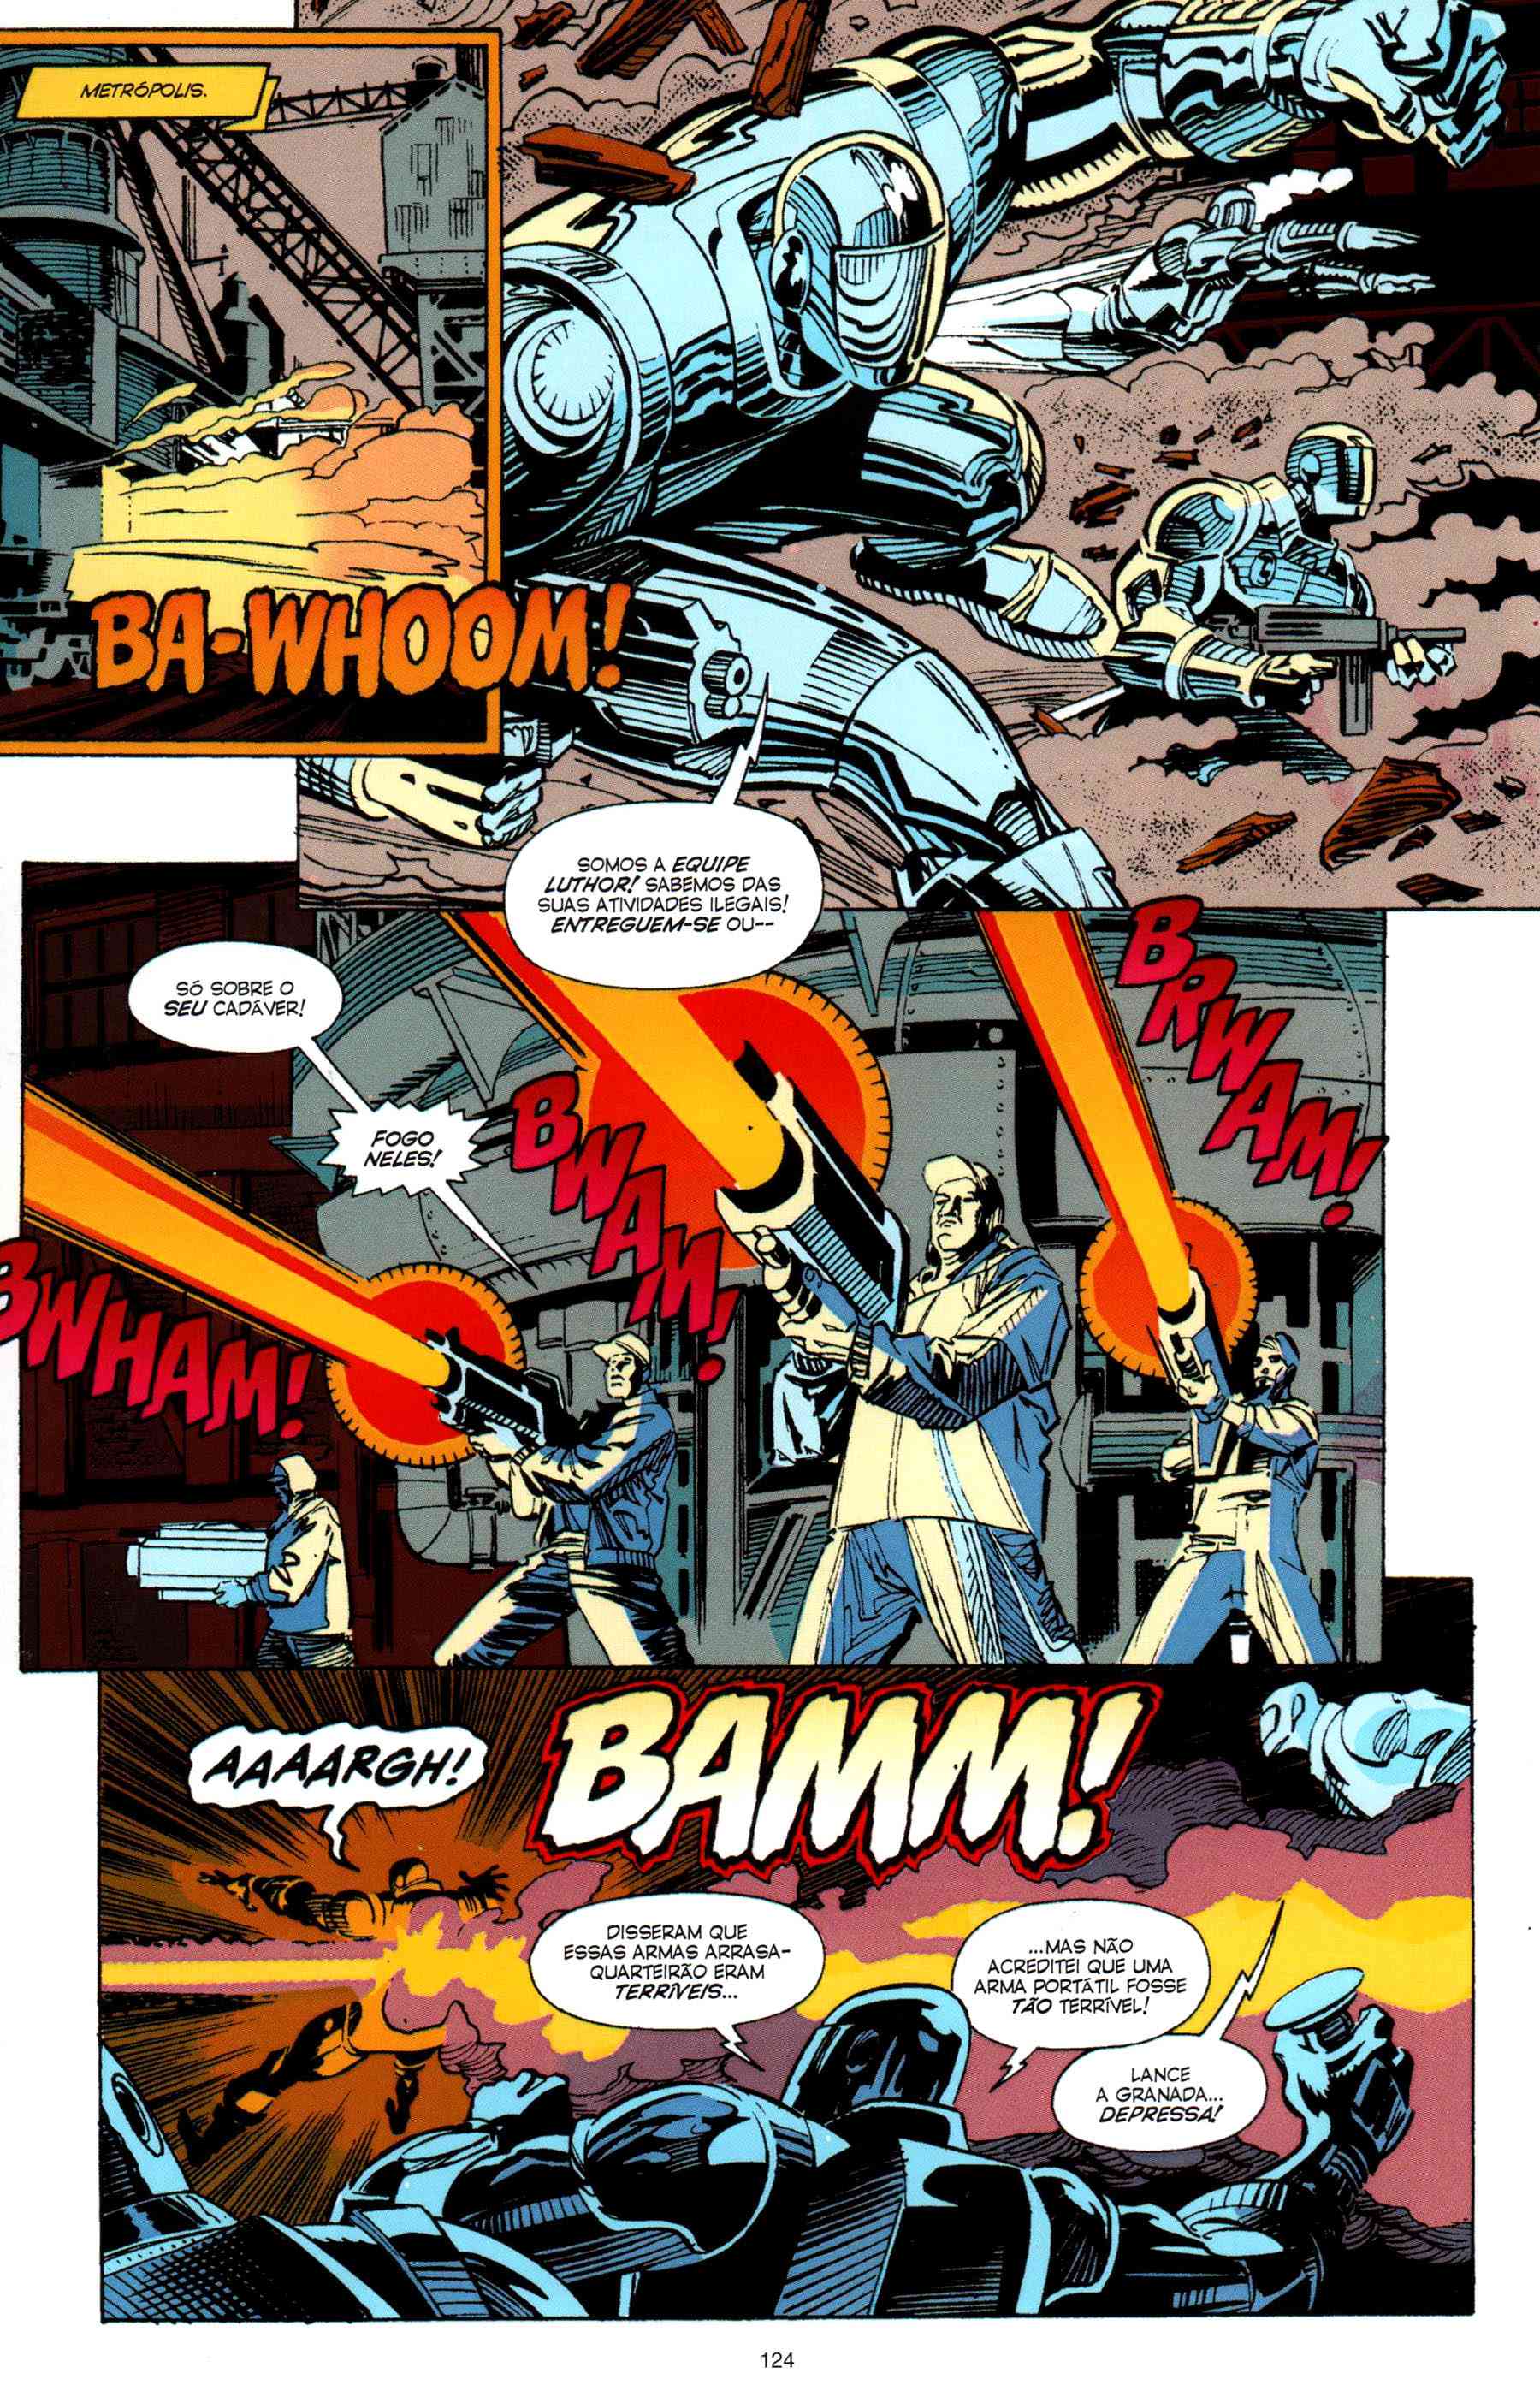 METRÓPOLIS.
BA-WHOOM!
SOMOS A EQUIPE
LUTHOR! SABEMOS DAS
SUAS ATIVIDADES ILEGAIS!
ENTREGUEM-SE OU--
SÓ SOBRE O
SEU CADÁVER!
FOGO
NELES!
BWHAM!
BWAM!
BRWAM!
AAAARGH!
BAMM!
DISSERAM QUE
ESSAS ARMAS ARRASA-
QUARTEIRÃO ERAM
TERRÍVEIS...
...MAS NÃO
ACREDITEI QUE UMA
ARMA PORTÁTIL FOSSE
TÃO TERRÍVEL!
LANCE
A GRANADA...
DEPRESSA!
124